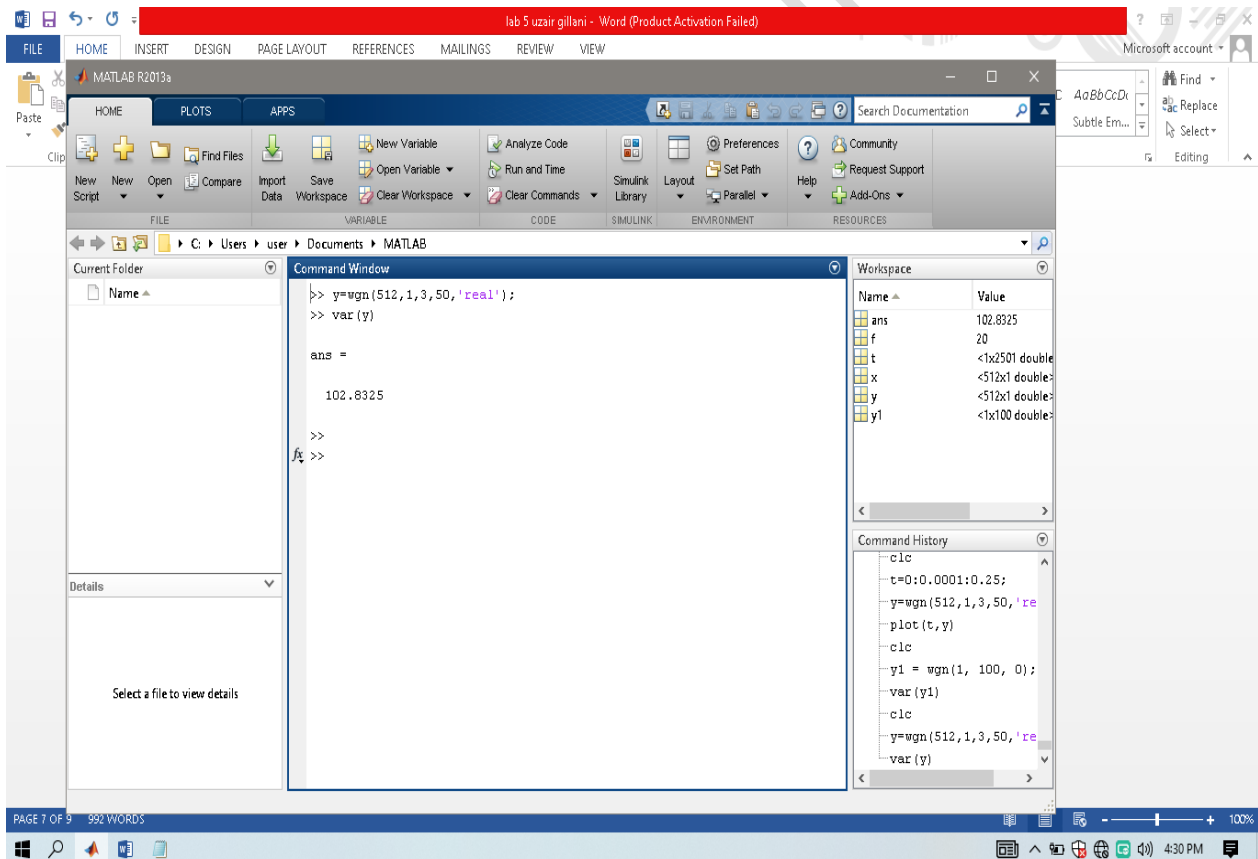 lab 5 uzair gillani - Word (Product Activation Failed)
FILE HOME INSERT DESIGN PAGE LAYOUT REFERENCES MAILINGS REVIEW VIEW
Microsoft account
Paste
Clip
AaBbCcDc
Subtle Em...
Find
Replace
Select
Editing
MATLAB R2013a
HOME PLOTS APPS
Search Documentation
New Script
New
Open
Find Files
Compare
FILE
Import Data
Save Workspace
New Variable
Open Variable
Clear Workspace
VARIABLE
Analyze Code
Run and Time
Clear Commands
CODE
Simulink Library
SIMULINK
Layout
Preferences
Set Path
Parallel
ENVIRONMENT
Help
Community
Request Support
Add-Ons
RESOURCES
C: Users user Documents MATLAB
Current Folder
Name
Details
Select a file to view details
Command Window
>> y=wgn(512,1,3,50,'real');
>> var(y)
ans =
102.8325
>>
fx >>
Workspace
Name Value
ans 102.8325
f 20
t <1x2501 double
x <512x1 double>
y <512x1 double>
y1 <1x100 double>
Command History
clc
t=0:0.0001:0.25;
y=wgn(512,1,3,50,'re
plot(t,y)
clc
y1 = wgn(1, 100, 0);
var(y1)
clc
y=wgn(512,1,3,50,'re
var(y)
PAGE 7 OF 9 992 WORDS
100%
4:30 PM